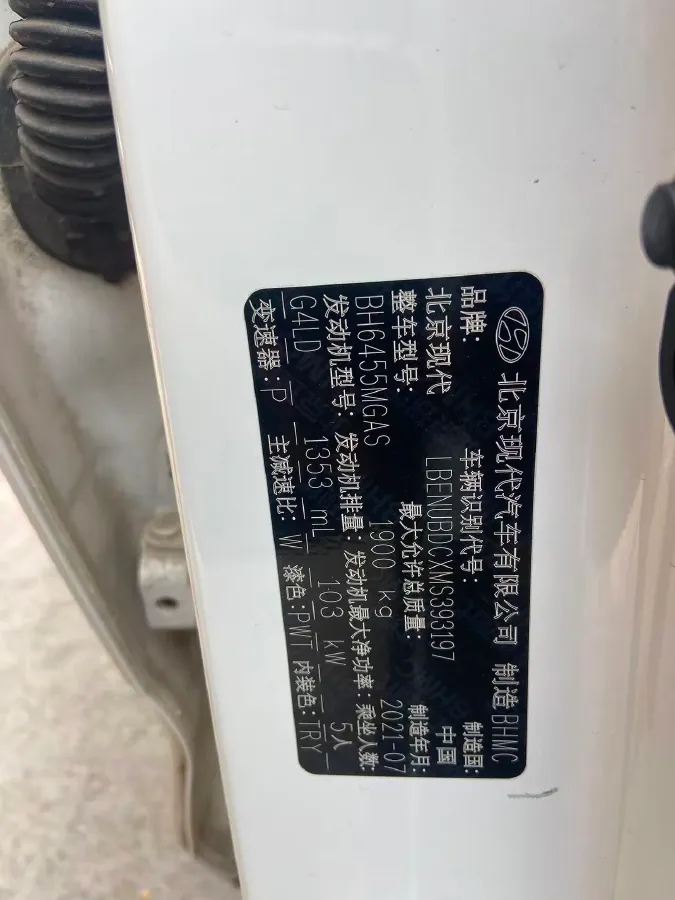 北京现代汽车有限公司 制造 BHMC
品牌: 车辆识别代号: 制造国:
北京现代 LBENUBDCXMS393197 中国
整车型号: 最大允许总质量: 制造年月:
BH6455MGAS 1900 kg 2021-07
发动机型号: 发动机排量: 发动机最大净功率: 乘坐人数:
G4LD 1353 mL 103 kW 5人
变速器: P 主减速比: W 漆色: PWT 内装色: TRY